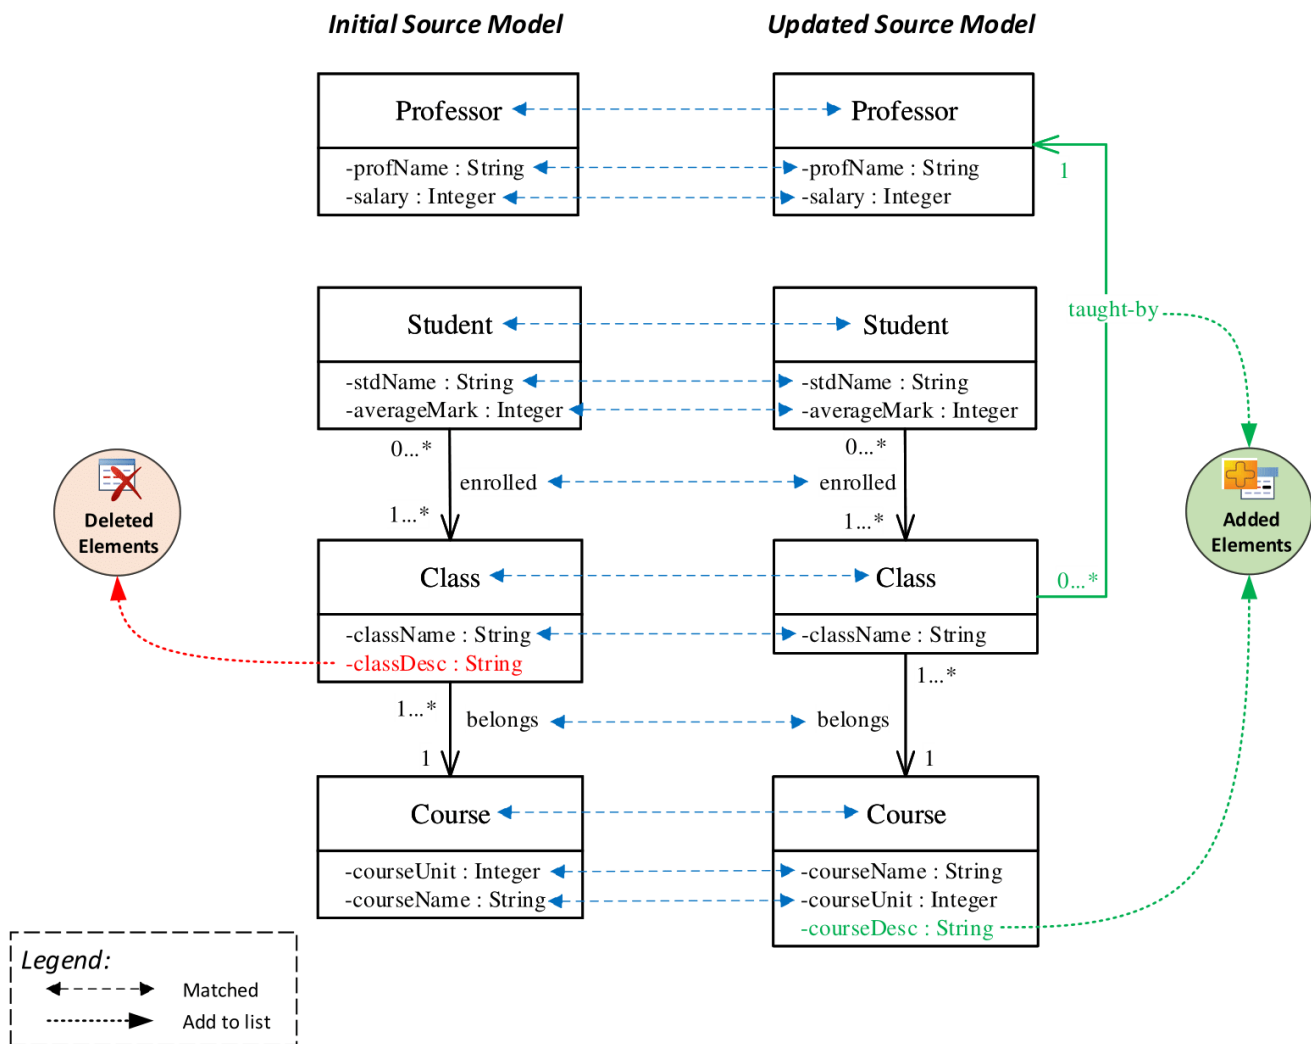 Initial Source Model
Updated Source Model
Professor
-profName : String
-salary : Integer
Professor
-profName : String
-salary : Integer
1
taught-by
Student
-stdName : String
-averageMark : Integer
Student
-stdName : String
-averageMark : Integer
0...*
enrolled
1...*
0...*
enrolled
1...*
Deleted
Elements
Added
Elements
Class
-className : String
-classDesc : String
Class
-className : String
0...*
1...*
belongs
1
1...*
belongs
1
Course
-courseUnit : Integer
-courseName : String
Course
-courseName : String
-courseUnit : Integer
-courseDesc : String
Legend:
Matched
Add to list